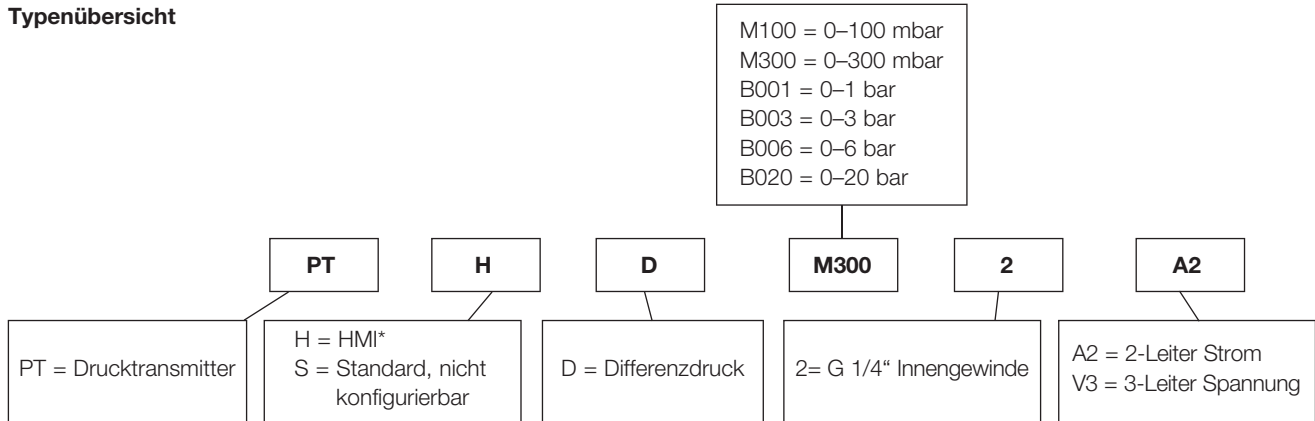 Typenübersicht
M100 = 0–100 mbar
M300 = 0–300 mbar
B001 = 0–1 bar
B003 = 0–3 bar
B006 = 0–6 bar
B020 = 0–20 bar
PT
H
D
M300
2
A2
PT = Drucktransmitter
H = HMI*
S = Standard, nicht
konfigurierbar
D = Differenzdruck
2= G 1/4“ Innengewinde
A2 = 2-Leiter Strom
V3 = 3-Leiter Spannung